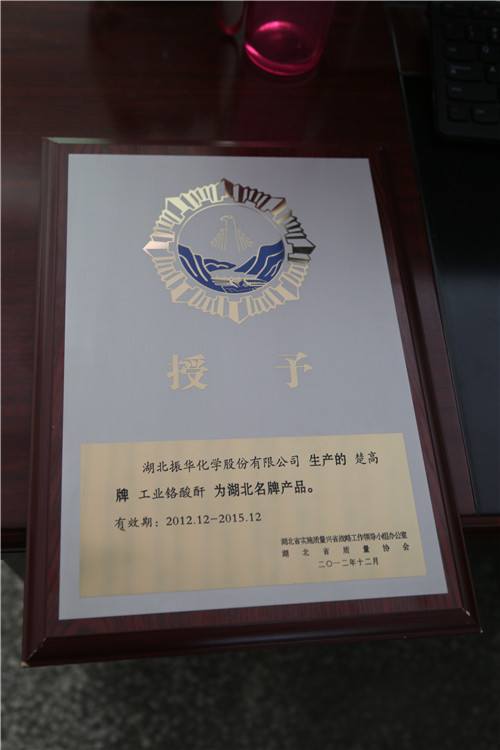 授 予
湖北振华化学股份有限公司 生产的 楚高
牌 工业铬酸酐 为湖北名牌产品。
有效期：2012.12-2015.12
湖北省实施质量兴省战略工作领导小组办公室
湖北省质量协会
二〇一二年十二月